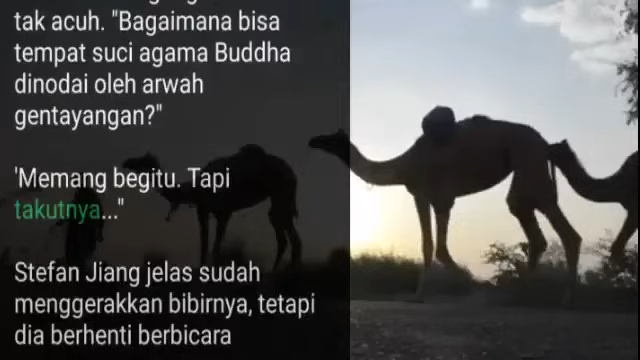 tak acuh. "Bagaimana bisa
tempat suci agama Buddha
dinodai oleh arwah
gentayangan?"
'Memang begitu. Tapi
takutnya..."
Stefan Jiang jelas sudah
menggerakkan bibirnya, tetapi
dia berhenti berbicara